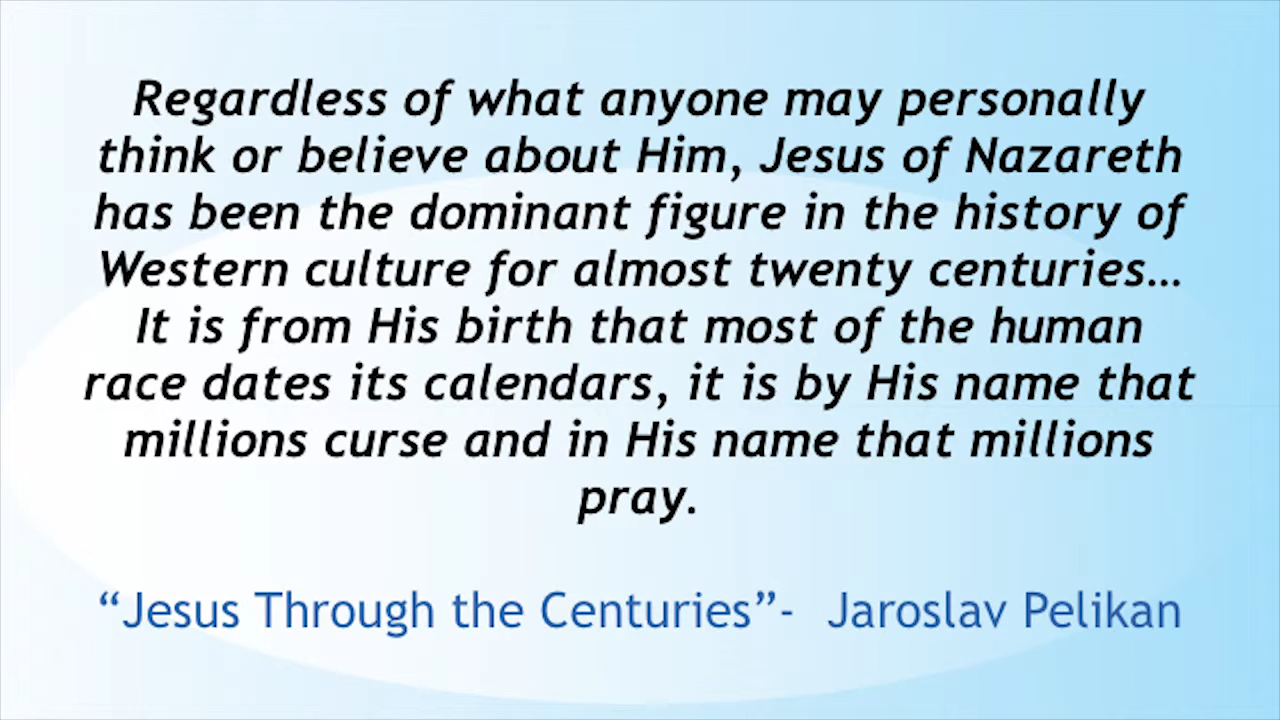 Regardless of what anyone may personally
think or believe about Him, Jesus of Nazareth
has been the dominant figure in the history of
Western culture for almost twenty centuries…
It is from His birth that most of the human
race dates its calendars, it is by His name that
millions curse and in His name that millions
pray.
“Jesus Through the Centuries”- Jaroslav Pelikan